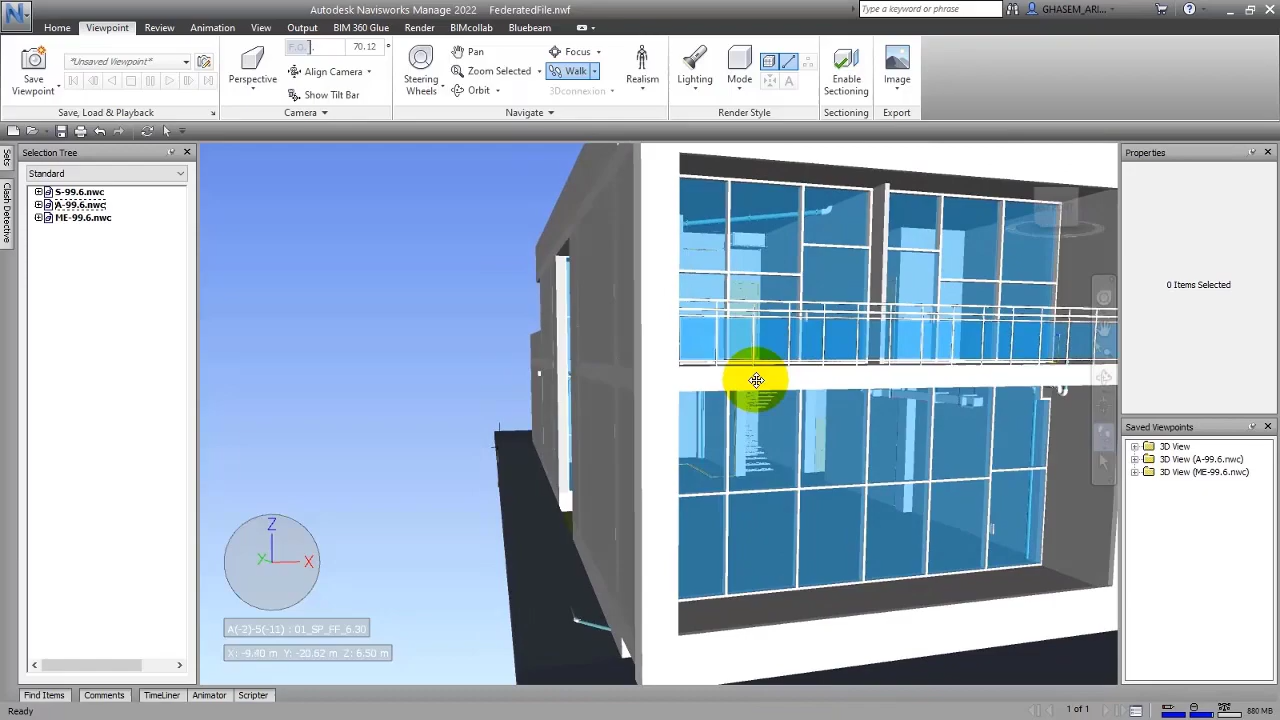 Autodesk Navisworks Manage 2022 FederatedFile.nwf
Type a keyword or phrase
GHASEM_ARI...
Home Viewpoint Review Animation View Output BIM 360 Glue Render BIMcollab Bluebeam
Save Viewpoint
*Unsaved Viewpoint*
Save, Load & Playback
Perspective
F.O. 70.12
Align Camera
Show Tilt Bar
Camera
Steering Wheels
Pan
Zoom Selected
Orbit
Focus
Walk
3Dconnexion
Navigate
Realism
Lighting
Mode
A
Render Style
Enable Sectioning
Sectioning
Image
Export
Sets
Clash Detective
Selection Tree
Standard
S-99.6.nwc
A-99.6.nwc
ME-99.6.nwc
Z
Y
X
A(-2)-5(-11) : 01_SP_FF_6.30
X: -9.40 m Y: -20.62 m Z: 6.50 m
Properties
0 Items Selected
Saved Viewpoints
3D View
3D View (A-99.6.nwc)
3D View (ME-99.6.nwc)
Find Items Comments TimeLiner Animator Scripter
Ready
1 of 1
880 MB